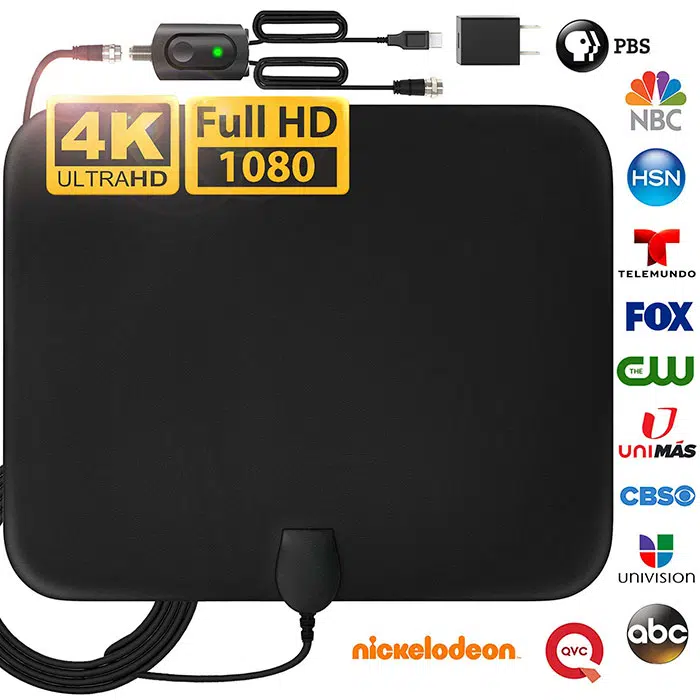 PBS
4K
ULTRAHD
Full HD
1080
NBC
HSN
TELEMUNDO
FOX
THE CW
UNIMÁS
CBS
UNIVISION
nickelodeon
QVC
abc